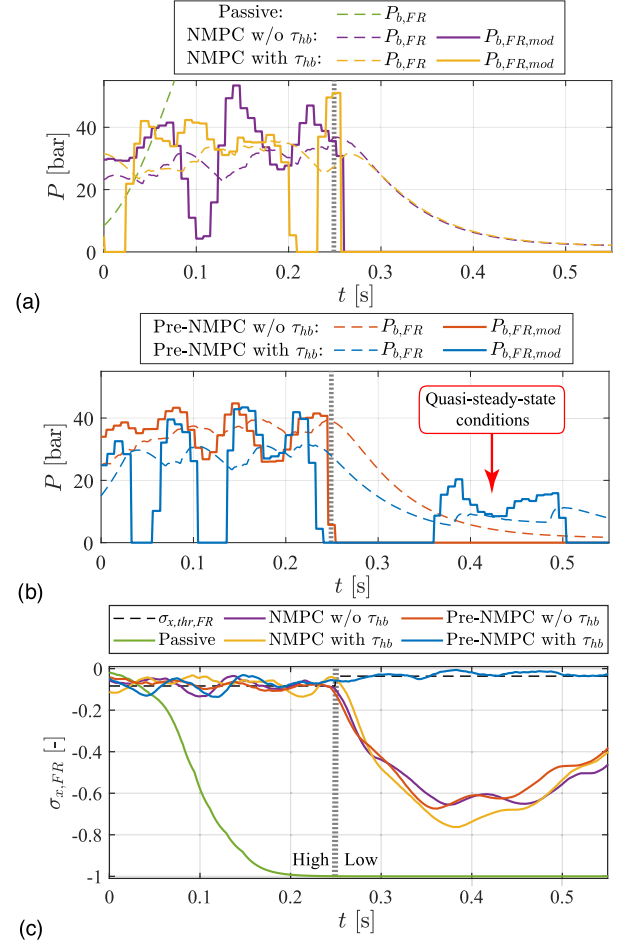 Passive: P_{b,FR}
NMPC w/o τ_{hb}: P_{b,FR} P_{b,FR,mod}
NMPC with τ_{hb}: P_{b,FR} P_{b,FR,mod}
40
20
0
P [bar]
0 0.1 0.2 0.3 0.4 0.5
t [s]
(a)
Pre-NMPC w/o τ_{hb}: P_{b,FR} P_{b,FR,mod}
Pre-NMPC with τ_{hb}: P_{b,FR} P_{b,FR,mod}
Quasi-steady-state
conditions
40
20
0
P [bar]
0 0.1 0.2 0.3 0.4 0.5
t [s]
(b)
σ_{x,thr,FR} NMPC w/o τ_{hb} Pre-NMPC w/o τ_{hb}
Passive NMPC with τ_{hb} Pre-NMPC with τ_{hb}
0
-0.2
-0.4
-0.6
-0.8
-1
σ_{x,FR} [-]
High Low
0 0.1 0.2 0.3 0.4 0.5
t [s]
(c)